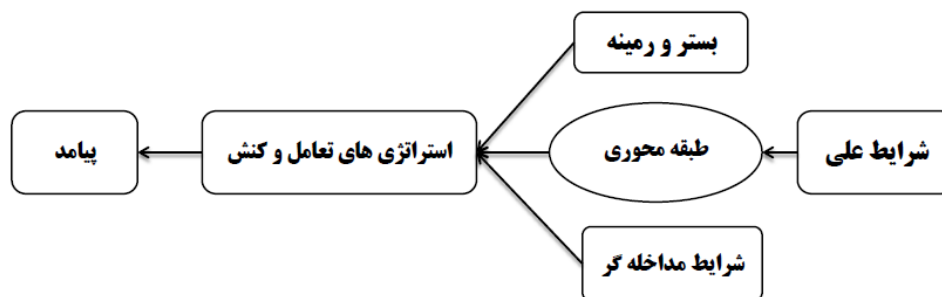 بستر و رمینه
شرایط علی
طبقه محوری
استراتژی های تعامل و کنش
پیامد
شرایط مداخله گر